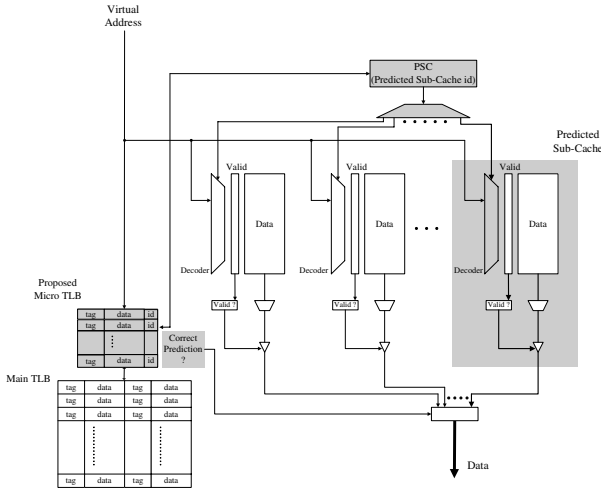 Virtual
Address
PSC
(Predicted Sub-Cache id)
Predicted
Sub-Cache
Valid
Valid
Valid
Data
Data
Data
Decoder
Decoder
Decoder
Valid ?
Valid ?
Valid ?
Proposed
Micro TLB
tag data id
tag data id
tag data id
Correct
Prediction
?
Main TLB
tag data tag data
tag data tag data
tag data tag data
tag data tag data
Data